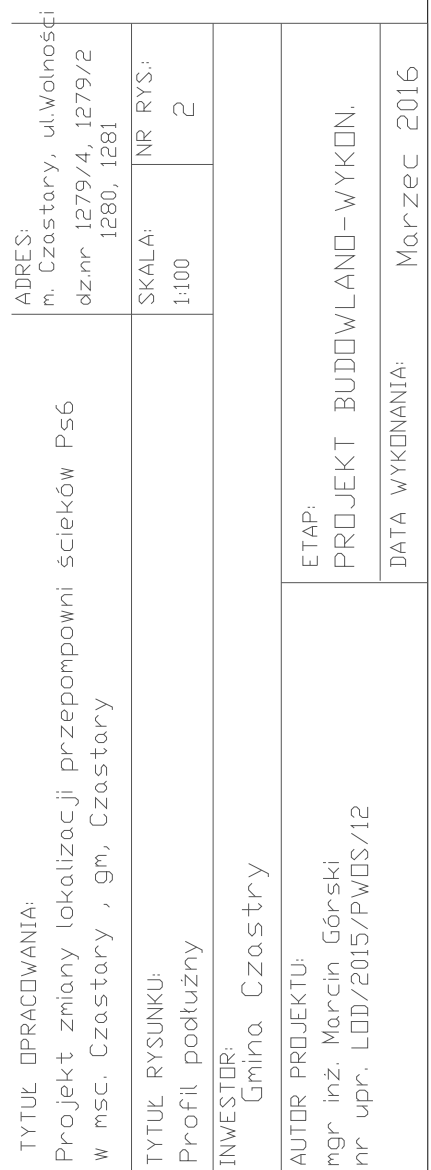 TYTUŁ OPRACOWANIA:
Projekt zmiany lokalizacji przepompowni ścieków Ps6
w msc. Czastary , gm, Czastary
ADRES:
m. Czastary, ul.Wolności
dz.nr 1279/4, 1279/2
1280, 1281
TYTUŁ RYSUNKU:
Profil podłużny
SKALA:
1:100
NR RYS.:
2
INWESTOR:
Gmina Czastry
AUTOR PROJEKTU:
mgr inż. Marcin Górski
nr upr. LOD/2015/PWOS/12
ETAP:
PROJEKT BUDOWLANO-WYKON.
DATA WYKONANIA:
Marzec 2016